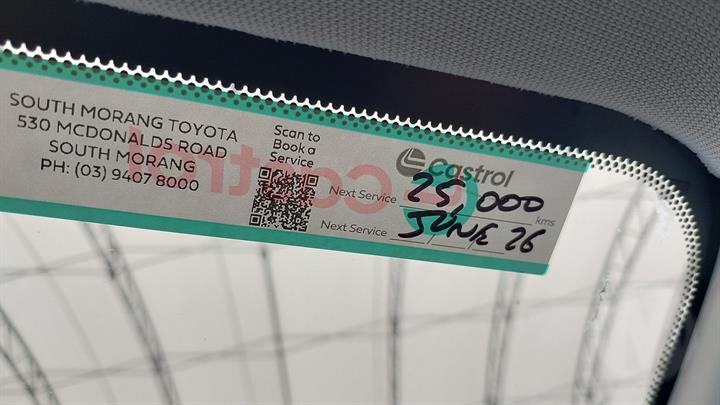 SOUTH MORANG TOYOTA
530 MCDONALDS ROAD
SOUTH MORANG
PH: (03) 9407 8000
Scan to
Book a
Service
Castrol
Next Service 25,000 kms
Next Service JUNE 26